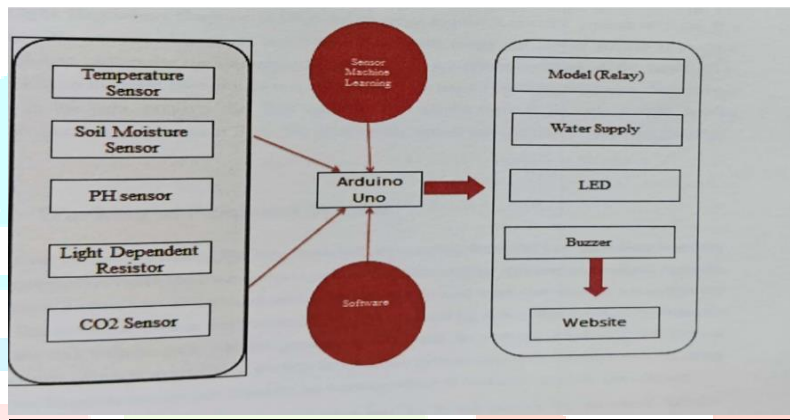 Temperature
Sensor
Soil Moisture
Sensor
PH sensor
Light Dependent
Resistor
CO2 Sensor
Sensor
Machine
Learning
Arduino
Uno
Software
Model (Relay)
Water Supply
LED
Buzzer
Website